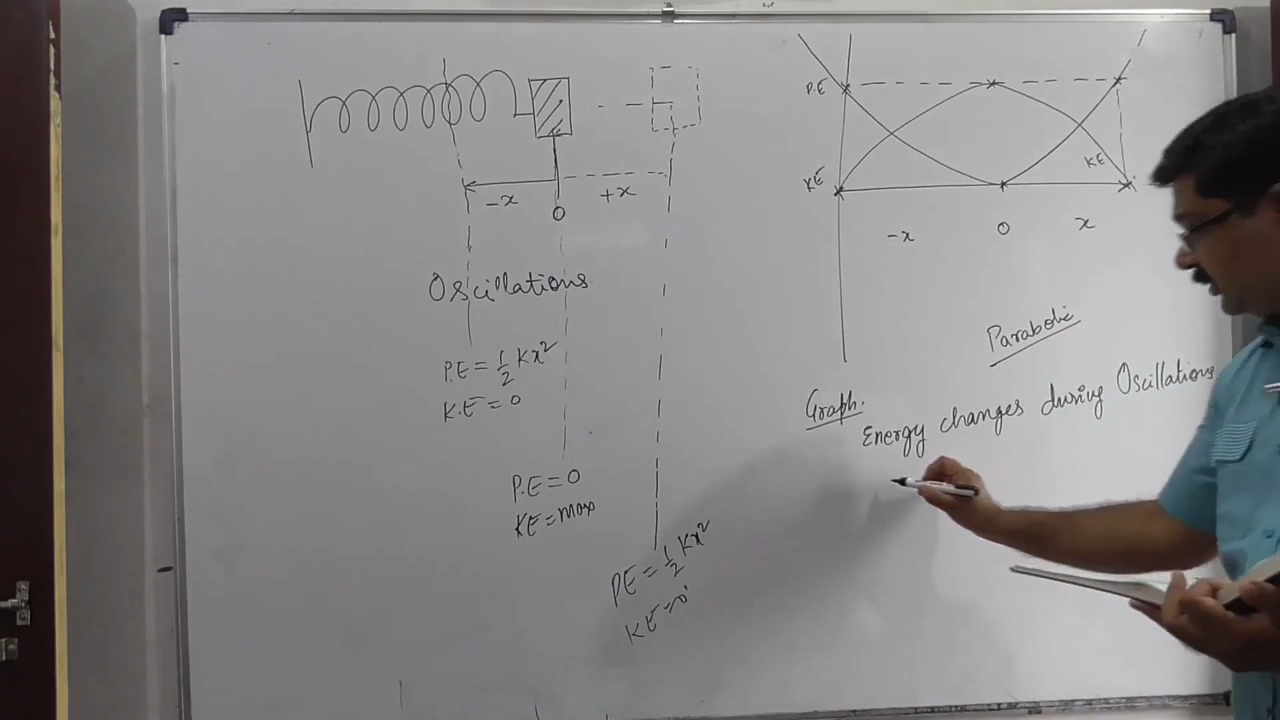 -x
+x
0
Oscillations
P.E = 1/2 Kx²
K.E = 0
P.E = 0
KE = max
PE = 1/2 Kx²
KE = 0
P.E
KE
KE
-x 0 x
Parabolic
Graph.
Energy changes during Oscillations